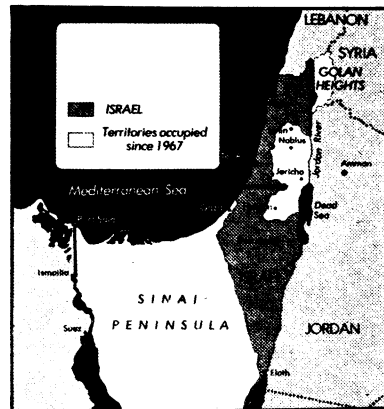 LEBANON
SYRIA
GOLAN
HEIGHTS
ISRAEL
Territories occupied
since 1967
Nablus
Jordan River
Jericho
Amman
Mediterranean Sea
Dead
Sea
Ismailia
SINAI
PENINSULA
Suez
JORDAN
Elath